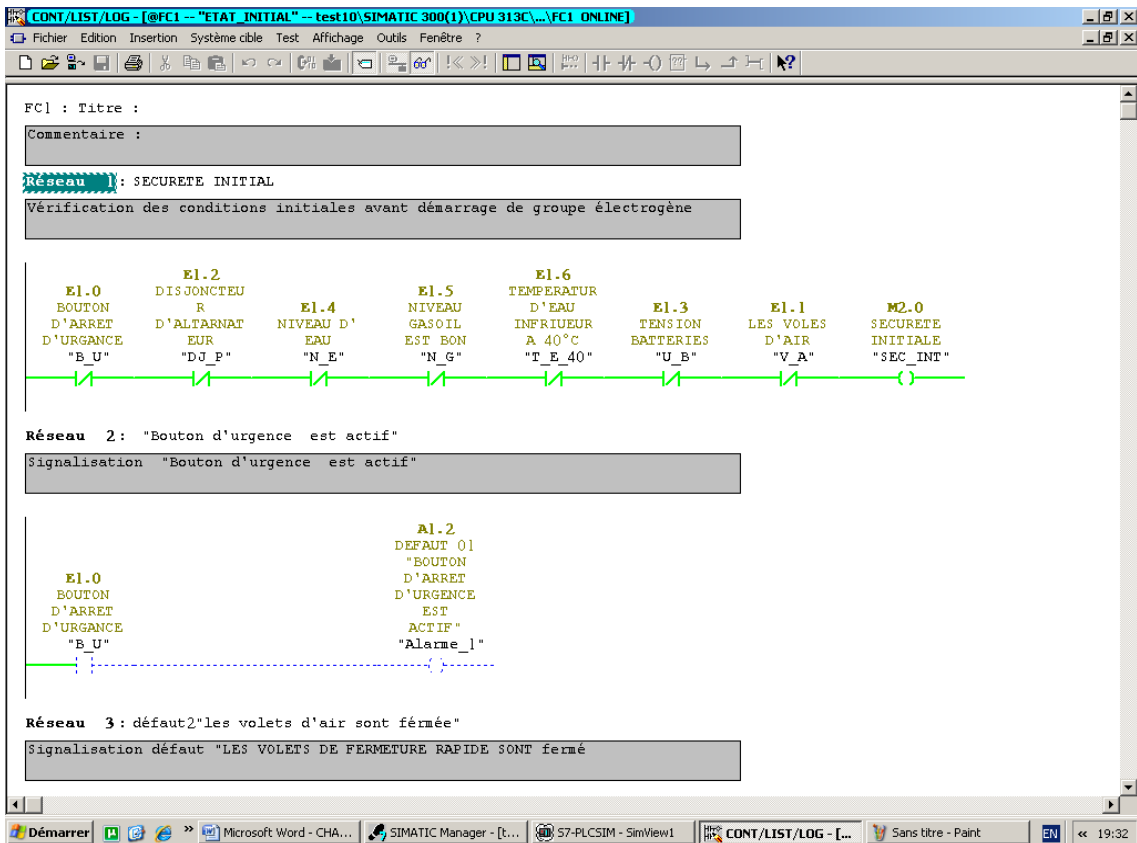 CONT/LIST/LOG - [@FC1 -- "ETAT_INITIAL" -- test10\SIMATIC 300(1)\CPU 313C\...\FC1 ONLINE]
Fichier Edition Insertion Système cible Test Affichage Outils Fenêtre ?
FC1 : Titre :
Commentaire :
Réseau 1 : SECURETE INITIAL
Vérification des conditions initiales avant démarrage de groupe électrogène
E1.0
BOUTON
D'ARRET
D'URGANCE
"B_U"
E1.2
DISJONCTEU
R
D'ALTARNAT
EUR
"DJ_P"
E1.4
NIVEAU D'
EAU
"N_E"
E1.5
NIVEAU
GASOIL
EST BON
"N_G"
E1.6
TEMPERATUR
D'EAU
INFRIUEUR
A 40°C
"T_E_40"
E1.3
TENSION
BATTERIES
"U_B"
E1.1
LES VOLES
D'AIR
"V_A"
M2.0
SECURETE
INITIALE
"SEC_INT"
Réseau 2 : "Bouton d'urgence est actif"
Signalisation "Bouton d'urgence est actif"
E1.0
BOUTON
D'ARRET
D'URGANCE
"B_U"
A1.2
DEFAUT 01
"BOUTON
D'ARRET
D'URGENCE
EST
ACTIF"
"Alarme_1"
Réseau 3 : défaut2"les volets d'air sont férmée"
Signalisation défaut "LES VOLETS DE FERMETURE RAPIDE SONT fermé
Démarrer » Microsoft Word - CHA... SIMATIC Manager - [t... S7-PLCSIM - SimView1 CONT/LIST/LOG - [... Sans titre - Paint EN « 19:32